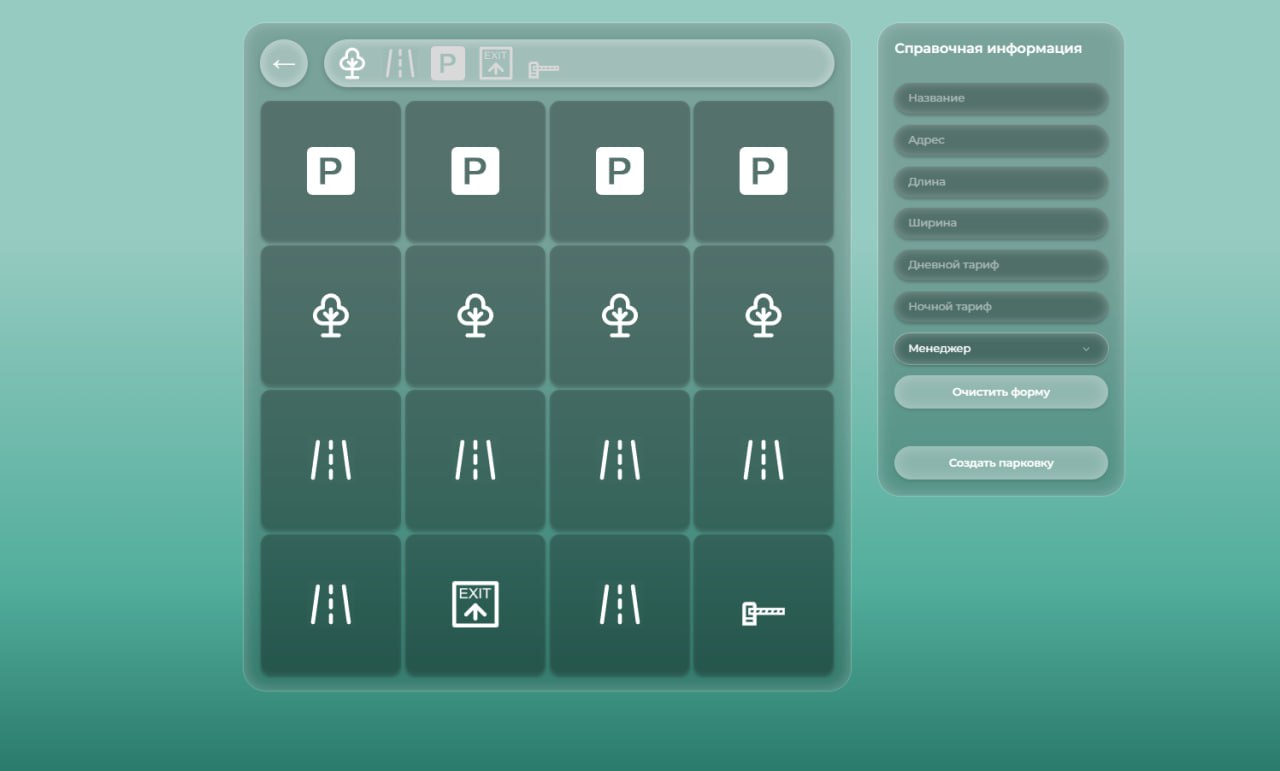 P
EXIT
Справочная информация
Название
Адрес
Длина
Ширина
Дневной тариф
Ночной тариф
Менеджер
Очистить форму
Создать парковку
P
P
P
P
EXIT